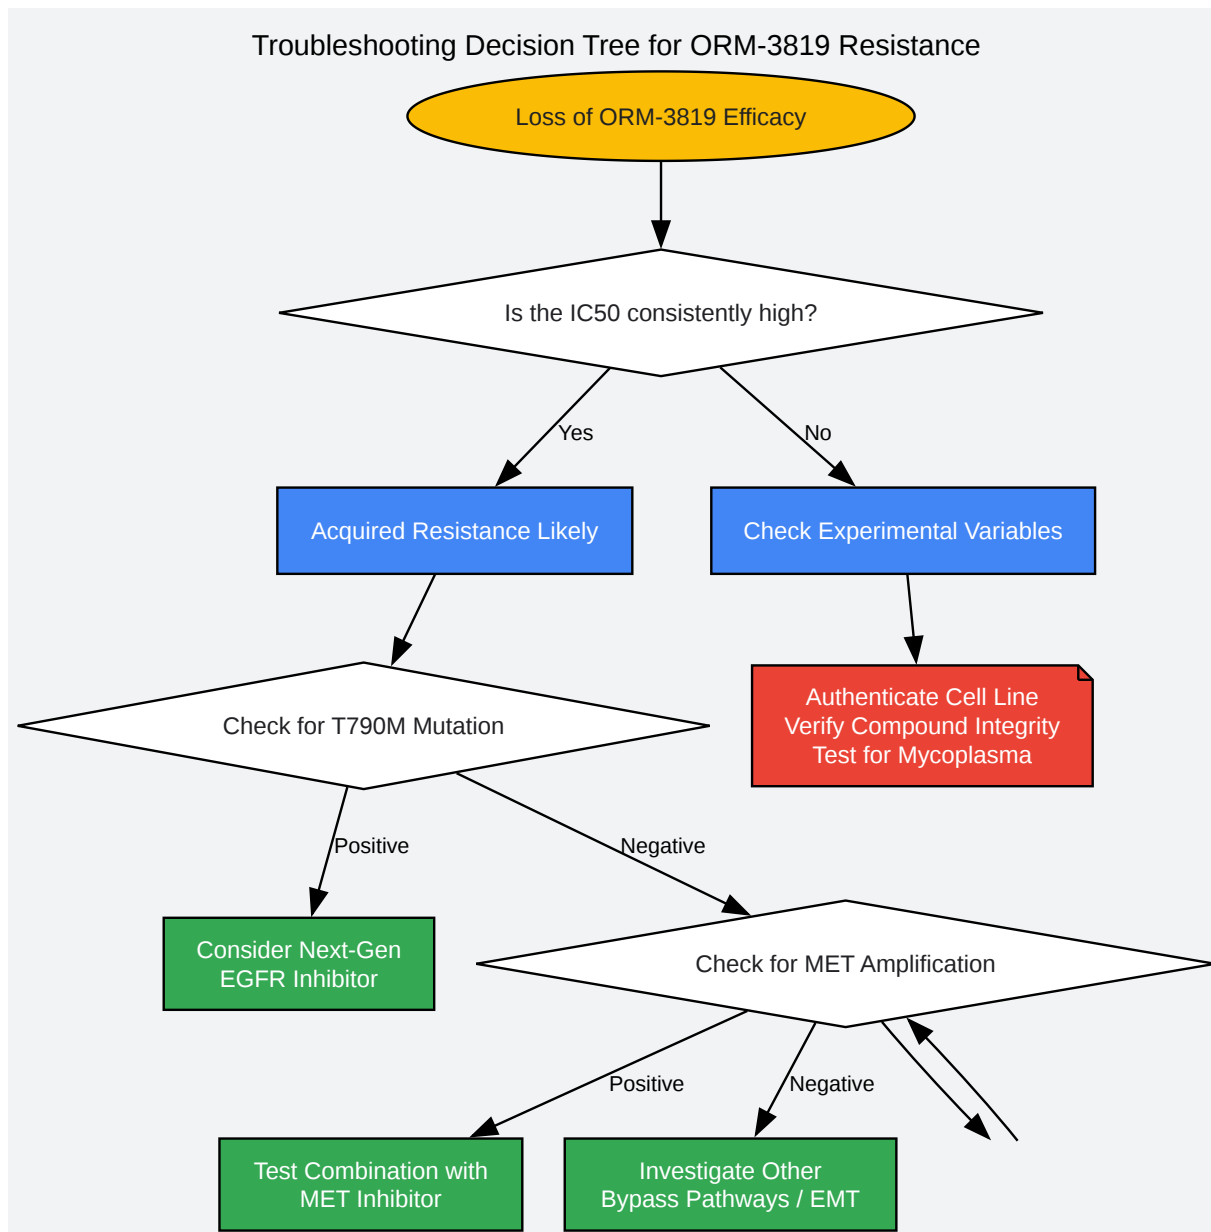 Troubleshooting Decision Tree for ORM-3819 Resistance
Loss of ORM-3819 Efficacy
Is the IC50 consistently high?
Yes
No
Acquired Resistance Likely
Check Experimental Variables
Check for T790M Mutation
Authenticate Cell Line
Verify Compound Integrity
Test for Mycoplasma
Positive
Negative
Consider Next-Gen
EGFR Inhibitor
Check for MET Amplification
Positive
Negative
Test Combination with
MET Inhibitor
Investigate Other
Bypass Pathways / EMT